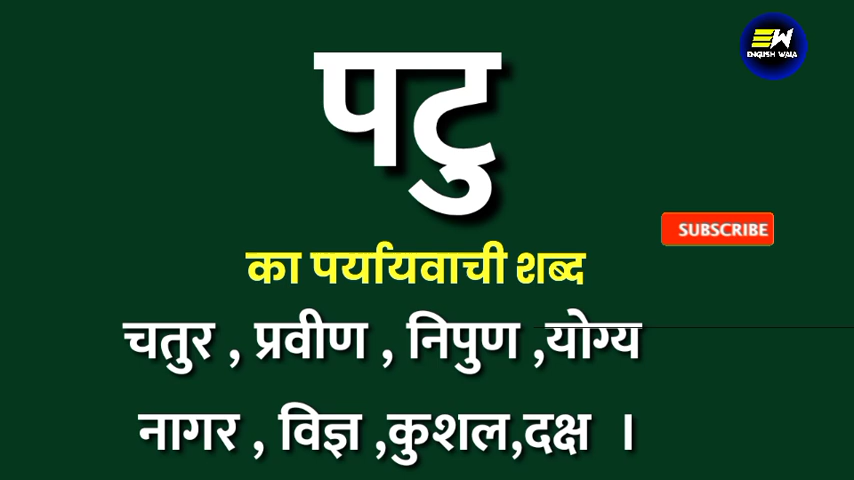 पटु
EW
ENGLISH WALA
SUBSCRIBE
का पर्यायवाची शब्द
चतुर , प्रवीण , निपुण ,योग्य
नागर , विज्ञ ,कुशल,दक्ष ।